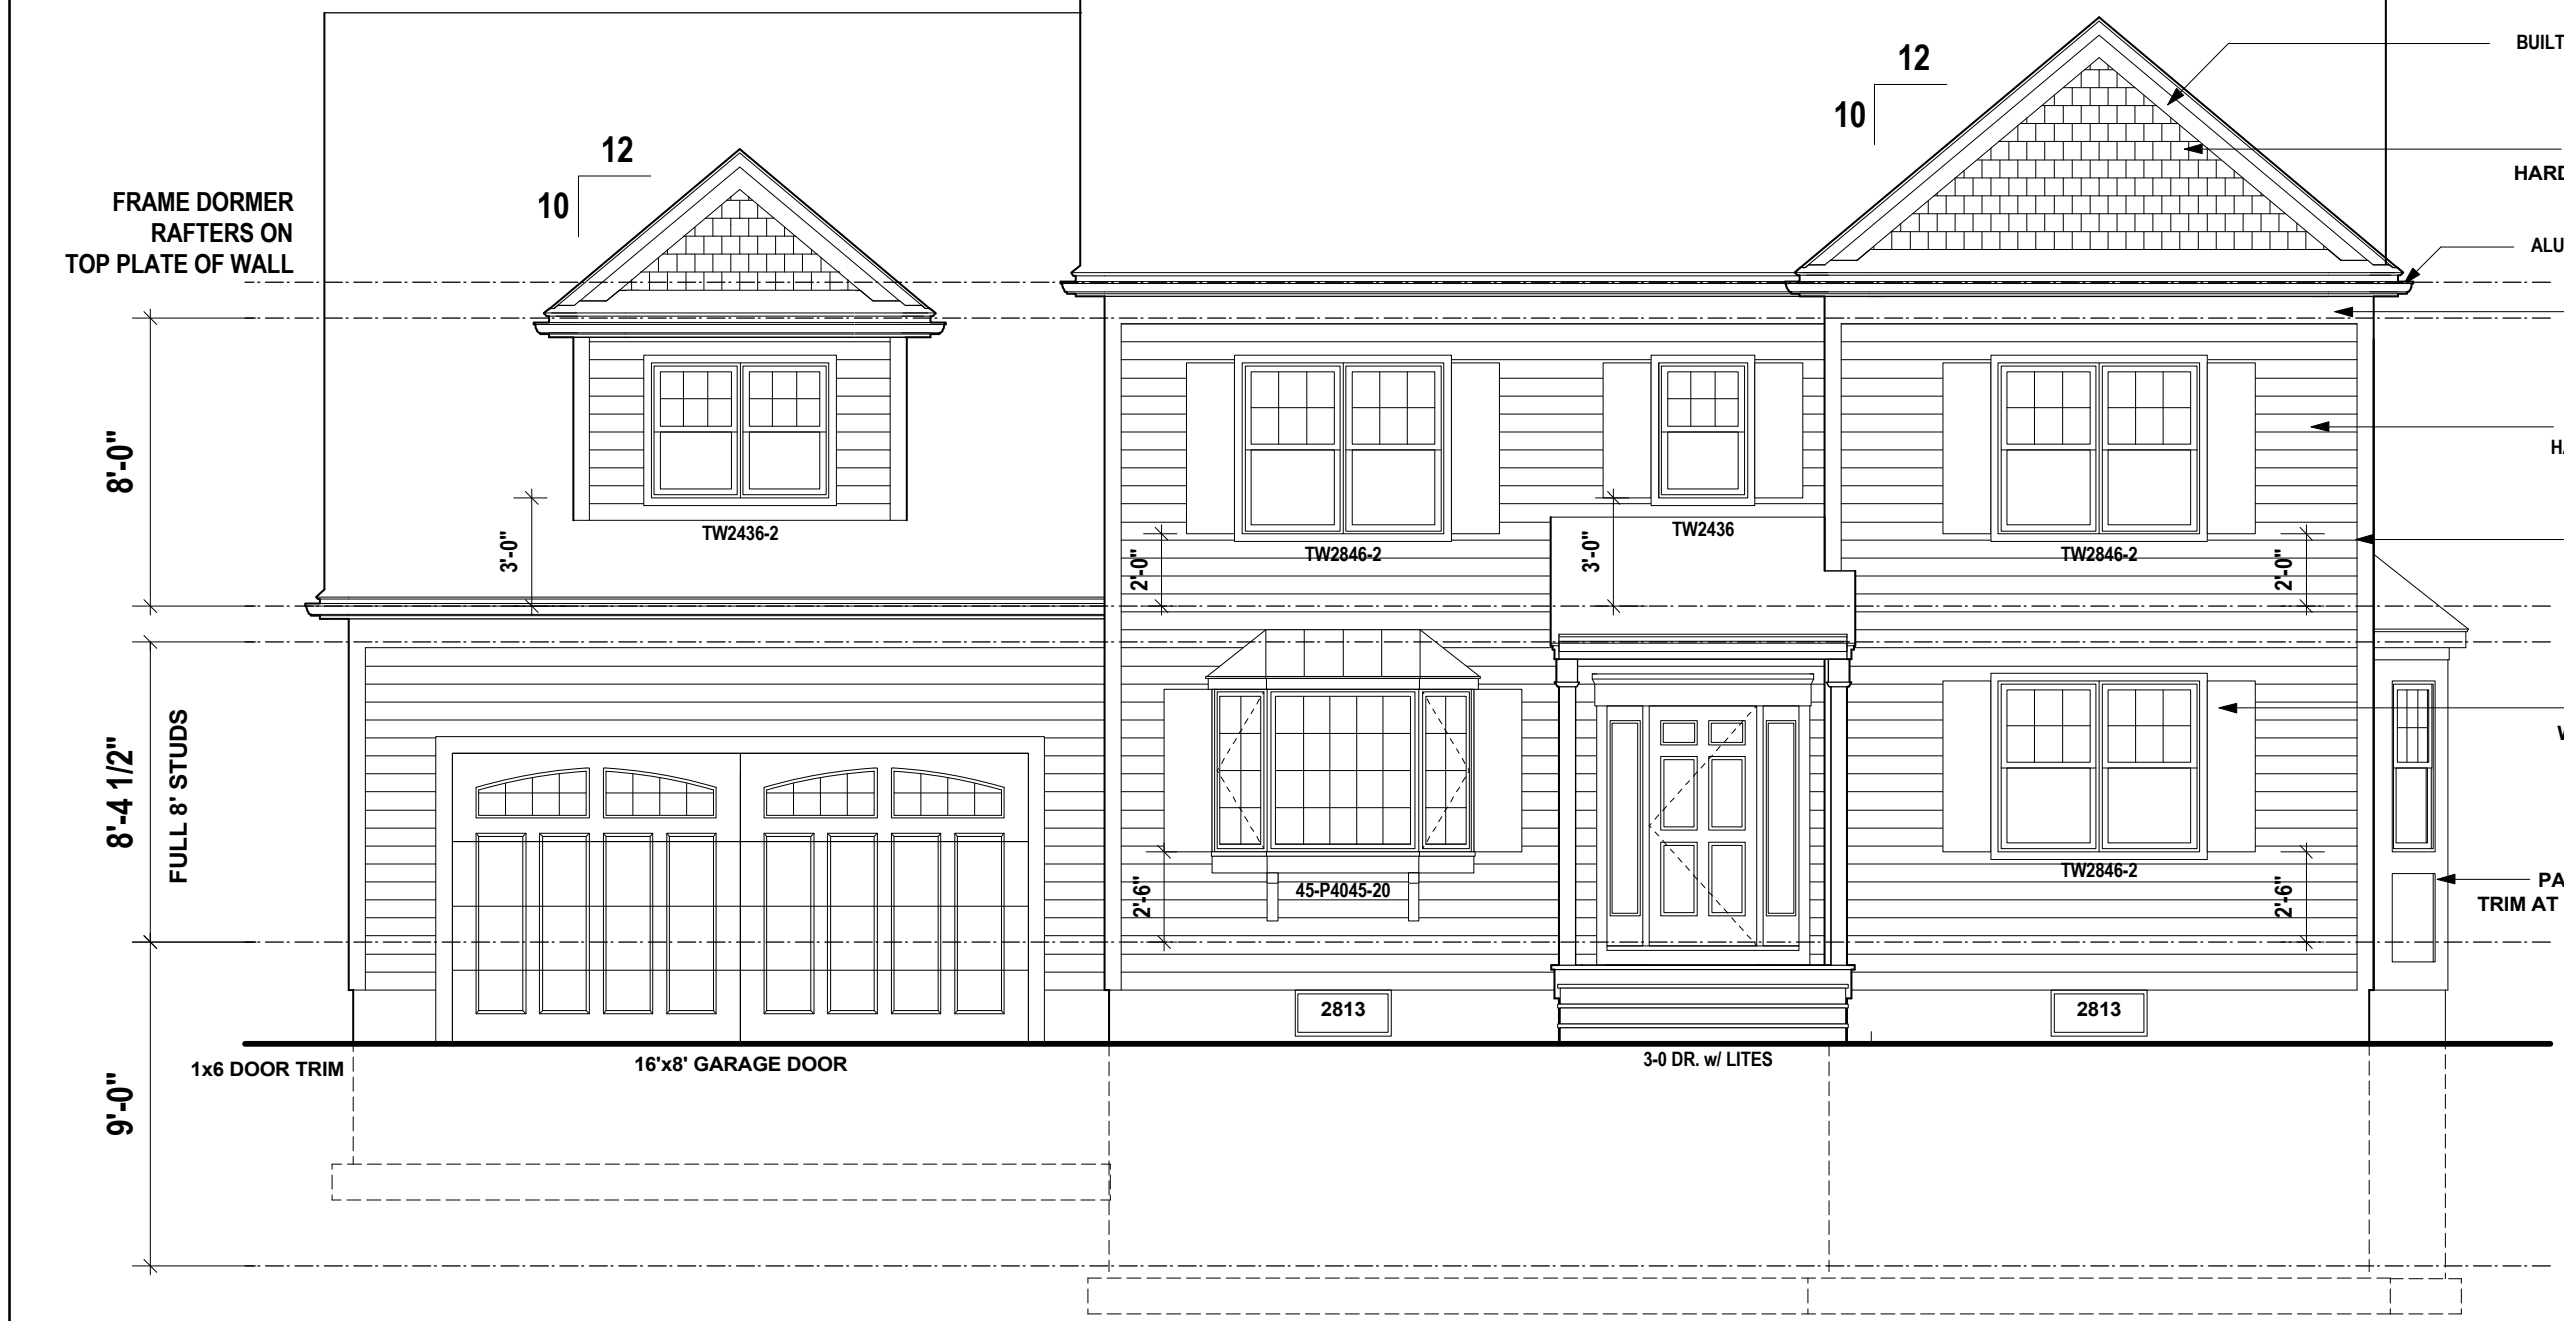 BUILT
12
10
HARD
12
10
FRAME DORMER
RAFTERS ON
TOP PLATE OF WALL
ALU
8'-0"
TW2436-2
3'-0"
TW2846-2
2'-0"
TW2436
3'-0"
TW2846-2
2'-0"
HA
8'-4 1/2"
FULL 8' STUDS
45-P4045-20
2'-6"
TW2846-2
2'-6"
W
PA
TRIM AT
2813
2813
1x6 DOOR TRIM
16'x8' GARAGE DOOR
3-0 DR. w/ LITES
9'-0"